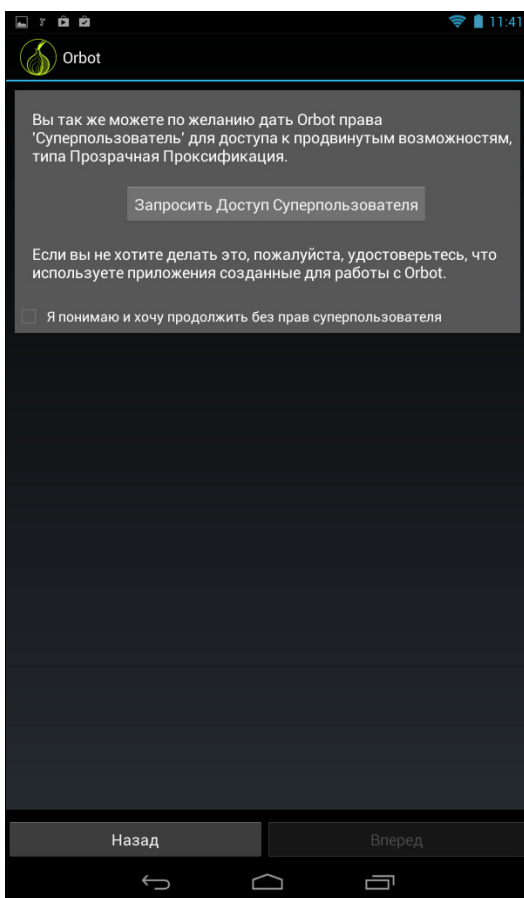 11:41
Orbot
Вы так же можете по желанию дать Orbot права
'Суперпользователь' для доступа к продвинутым возможностям,
типа Прозрачная Проксификация.
Запросить Доступ Суперпользователя
Если вы не хотите делать это, пожалуйста, удостоверьтесь, что
используете приложения созданные для работы с Orbot.
Я понимаю и хочу продолжить без прав суперпользователя
Назад
Вперед